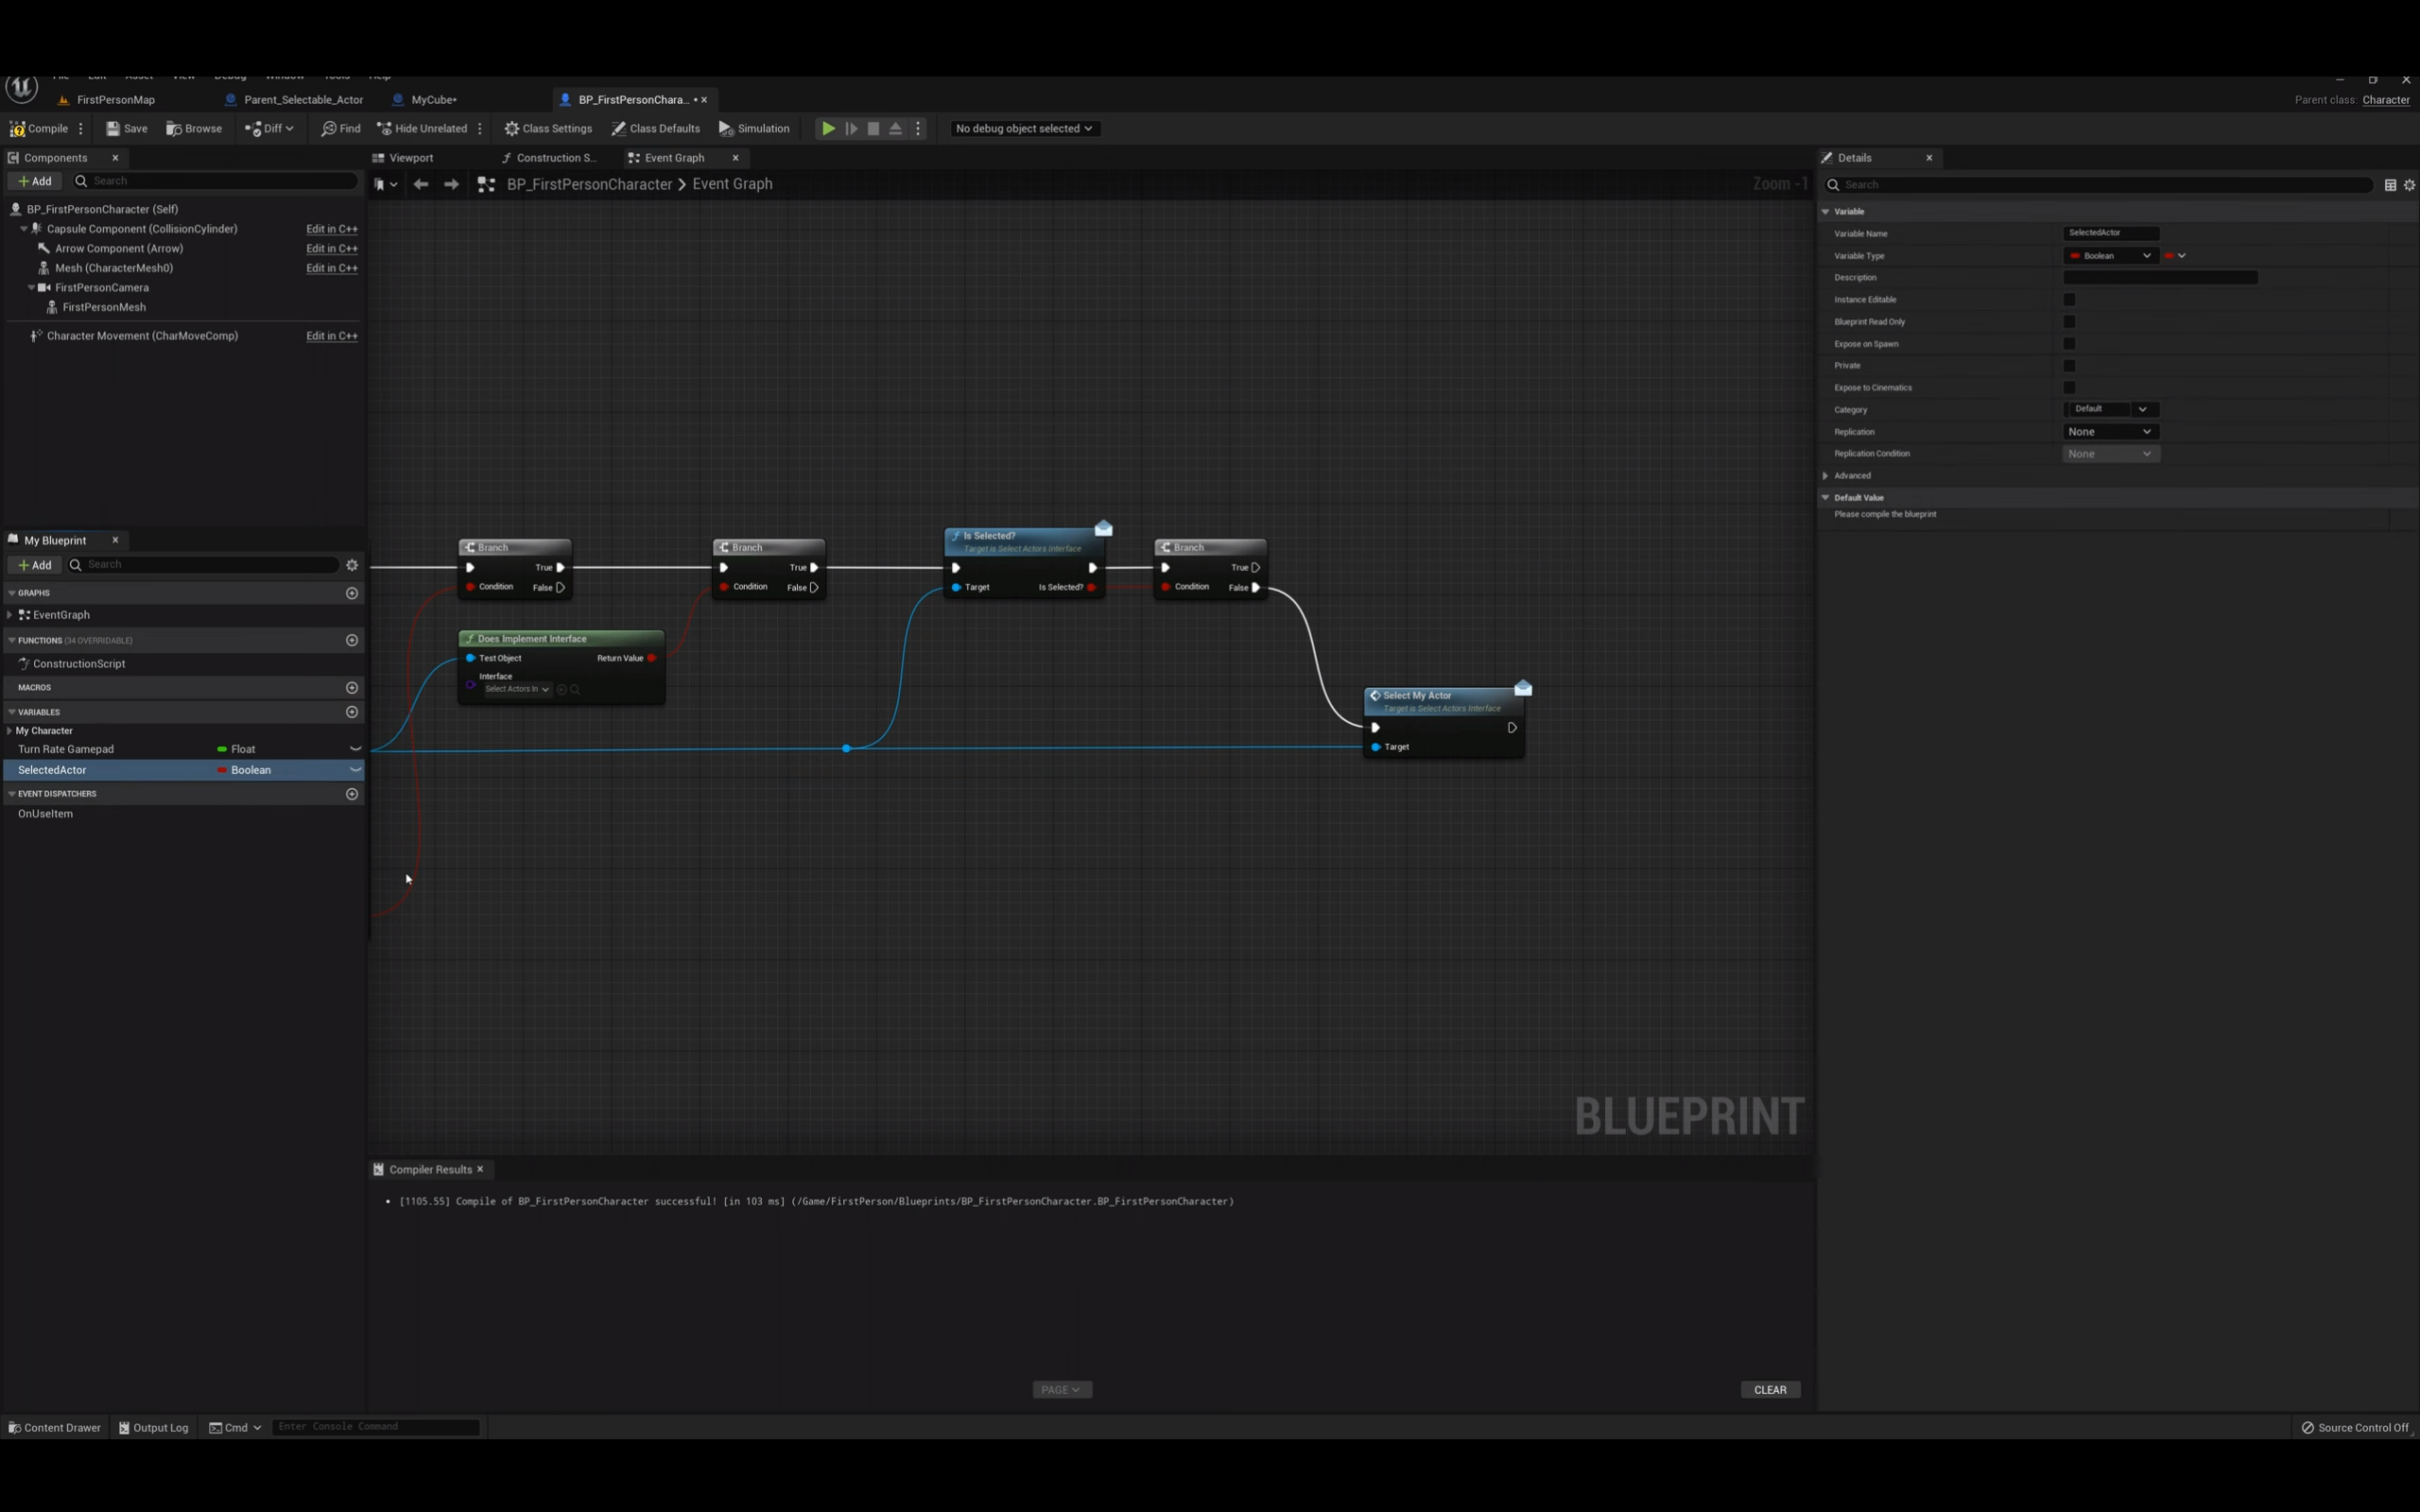 File Edit Asset View Debug Window Tools Help
FirstPersonMap Parent_Selectable_Actor MyCube• BP_FirstPersonChara... •
Parent class: Character
Compile Save Browse Diff Find Hide Unrelated Class Settings Class Defaults Simulation No debug object selected
Components
Add Search
BP_FirstPersonCharacter (Self)
Capsule Component (CollisionCylinder) Edit in C++
Arrow Component (Arrow) Edit in C++
Mesh (CharacterMesh0) Edit in C++
FirstPersonCamera
FirstPersonMesh
Character Movement (CharMoveComp) Edit in C++
My Blueprint
Add Search
GRAPHS
EventGraph
FUNCTIONS (34 OVERRIDABLE)
ConstructionScript
MACROS
VARIABLES
My Character
Turn Rate Gamepad Float
SelectedActor Boolean
EVENT DISPATCHERS
OnUseItem
Viewport Construction S... Event Graph
BP_FirstPersonCharacter > Event Graph
Zoom -1
Branch
True
Condition False
Branch
True
Condition False
Is Selected?
Target is Select Actors Interface
Target Is Selected?
Branch
True
Condition False
Does Implement Interface
Test Object Return Value
Interface
Select Actors In
Select My Actor
Target is Select Actors Interface
Target
BLUEPRINT
Compiler Results
[1105.55] Compile of BP_FirstPersonCharacter successful! [in 103 ms] (/Game/FirstPerson/Blueprints/BP_FirstPersonCharacter.BP_FirstPersonCharacter)
PAGE
CLEAR
Details
Search
Variable
Variable Name SelectedActor
Variable Type Boolean
Description
Instance Editable
Blueprint Read Only
Expose on Spawn
Private
Expose to Cinematics
Category Default
Replication None
Replication Condition None
Advanced
Default Value
Please compile the blueprint
Content Drawer Output Log Cmd Enter Console Command
Source Control Off